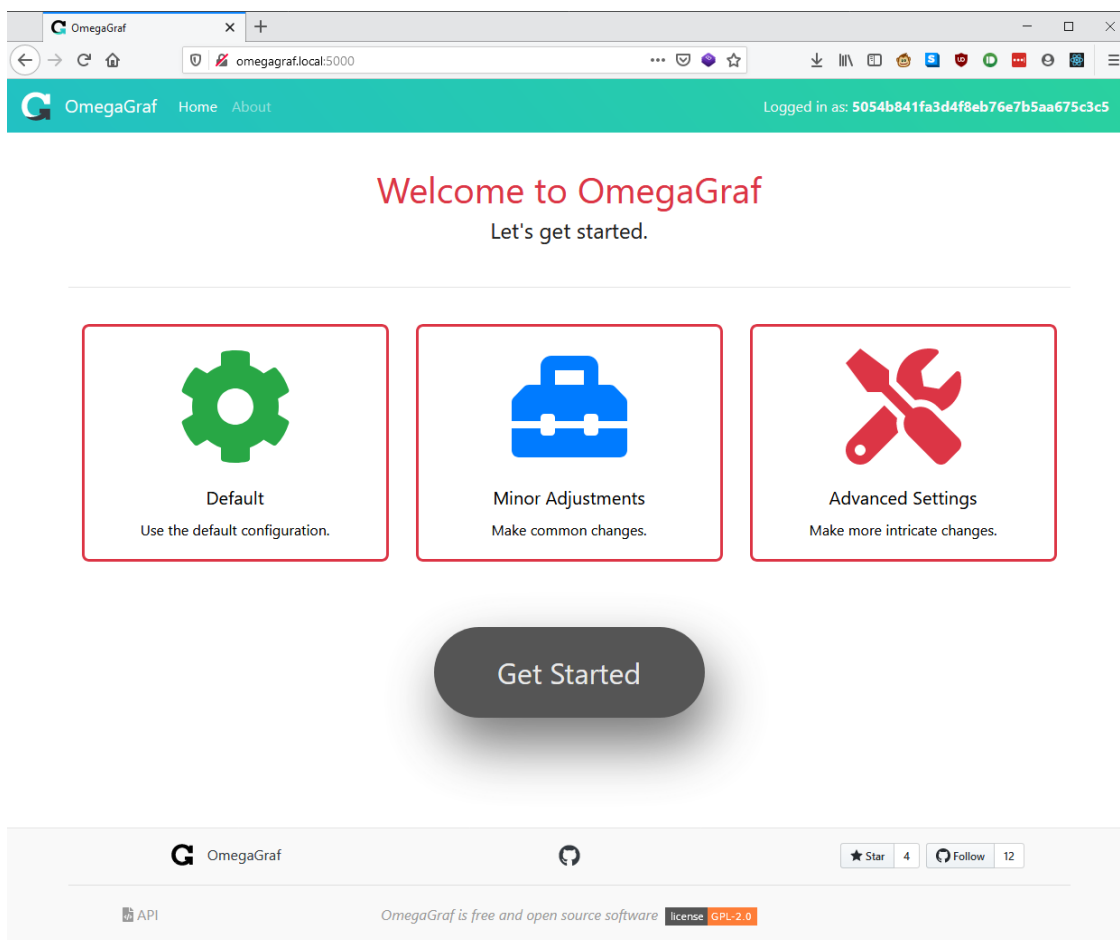 OmegaGraf
omegagraf.local:5000
OmegaGraf Home About Logged in as: 5054b841fa3d4f8eb76e7b5aa675c3c5
Welcome to OmegaGraf
Let's get started.
Default Minor Adjustments Advanced Settings
Use the default configuration. Make common changes. Make more intricate changes.
Get Started
OmegaGraf Star 4 Follow 12
API OmegaGraf is free and open source software license GPL-2.0